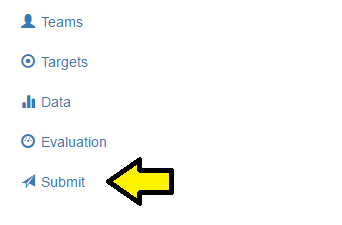 Teams
Targets
Data
Evaluation
Submit